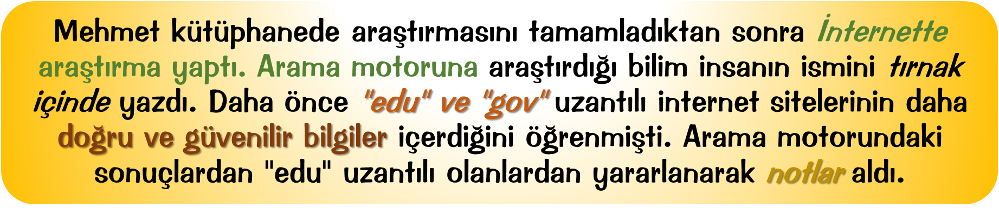 Mehmet kütüphanede araştırmasını tamamladıktan sonra İnternette
araştırma yaptı. Arama motoruna araştırdığı bilim insanın ismini tırnak
içinde yazdı. Daha önce "edu" ve "gov" uzantılı internet sitelerinin daha
doğru ve güvenilir bilgiler içerdiğini öğrenmişti. Arama motorundaki
sonuçlardan "edu" uzantılı olanlardan yararlanarak notlar aldı.